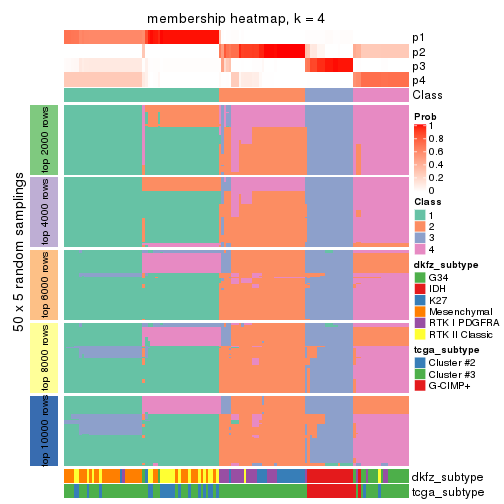 membership heatmap, k = 4
p1
p2
p3
p4
Class
50 x 5 random samplings
top 2000 rows
top 4000 rows
top 6000 rows
top 8000 rows
top 10000 rows
dkfz_subtype
tcga_subtype
Prob
1
0.8
0.6
0.4
0.2
0
Class
1
2
3
4
dkfz_subtype
G34
IDH
K27
Mesenchymal
RTK I PDGFRA
RTK II Classic
tcga_subtype
Cluster #2
Cluster #3
G-CIMP+